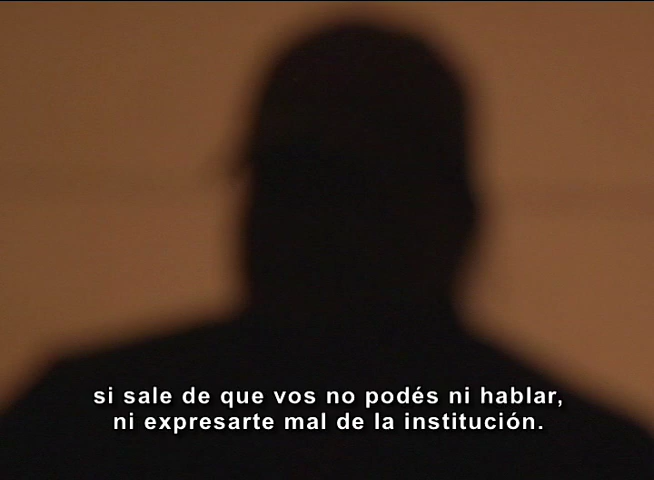 si sale de que vos no podés ni hablar,
ni expresarte mal de la institución.